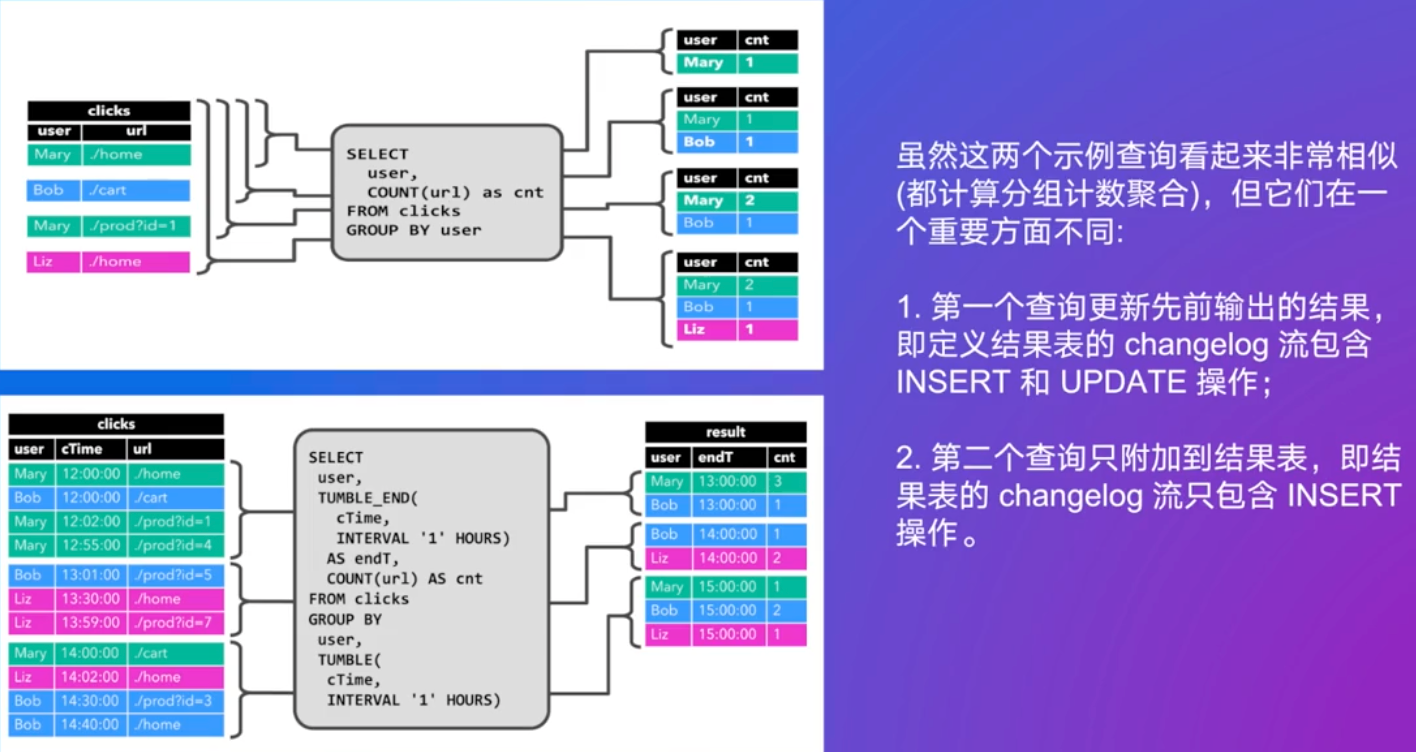 clicks
user url
Mary ./home
Bob ./cart
Mary ./prod?id=1
Liz ./home
SELECT
user,
COUNT(url) as cnt
FROM clicks
GROUP BY user
user cnt
Mary 1
user cnt
Mary 1
Bob 1
user cnt
Mary 2
Bob 1
user cnt
Mary 2
Bob 1
Liz 1
clicks
user cTime url
Mary 12:00:00 ./home
Bob 12:00:00 ./cart
Mary 12:02:00 ./prod?id=1
Mary 12:55:00 ./prod?id=4
Bob 13:01:00 ./prod?id=5
Liz 13:30:00 ./home
Liz 13:59:00 ./prod?id=7
Mary 14:00:00 ./cart
Liz 14:02:00 ./home
Bob 14:30:00 ./prod?id=3
Bob 14:40:00 ./home
SELECT
user,
TUMBLE_END(
cTime,
INTERVAL '1' HOURS)
AS endT,
COUNT(url) AS cnt
FROM clicks
GROUP BY
user,
TUMBLE(
cTime,
INTERVAL '1' HOURS)
result
user endT cnt
Mary 13:00:00 3
Bob 13:00:00 1
Bob 14:00:00 1
Liz 14:00:00 2
Mary 15:00:00 1
Bob 15:00:00 2
Liz 15:00:00 1
虽然这两个示例查询看起来非常相似
(都计算分组计数聚合)，但它们在一
个重要方面不同:
1. 第一个查询更新先前输出的结果，
即定义结果表的 changelog 流包含
INSERT 和 UPDATE 操作；
2. 第二个查询只附加到结果表，即结
果表的 changelog 流只包含 INSERT
操作。